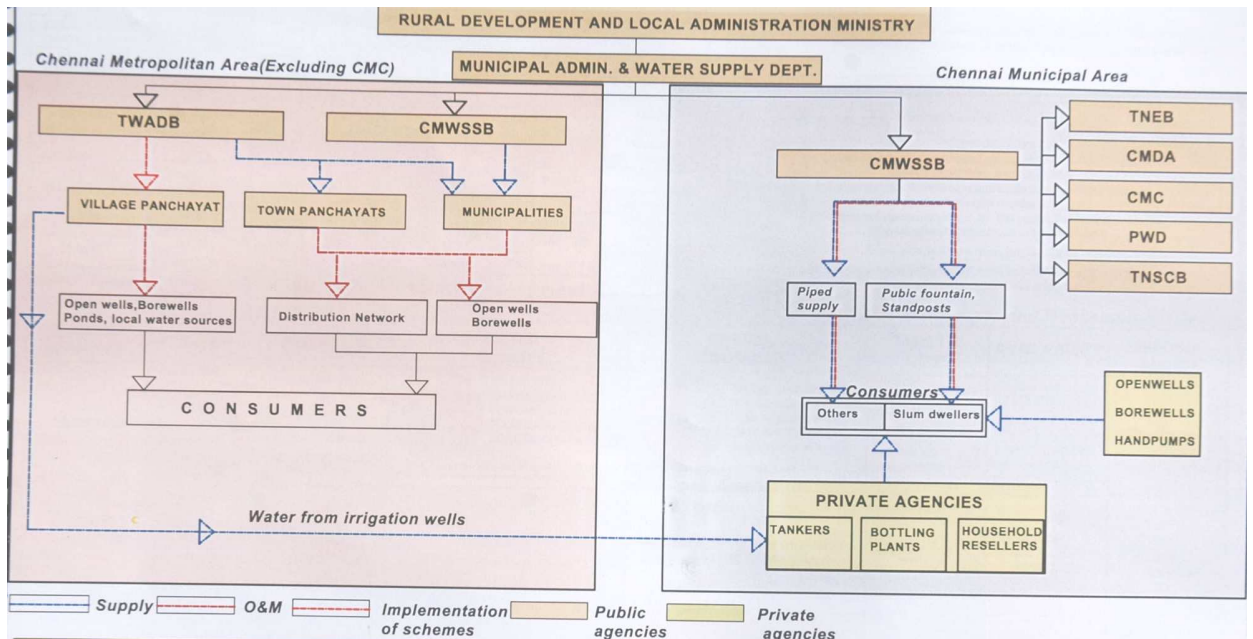 RURAL DEVELOPMENT AND LOCAL ADMINISTRATION MINISTRY
Chennai Metropolitan Area(Excluding CMC)
MUNICIPAL ADMIN. & WATER SUPPLY DEPT.
Chennai Municipal Area
TWADB
CMWSSB
VILLAGE PANCHAYAT
TOWN PANCHAYATS
MUNICIPALITIES
Open wells,Borewells
Ponds, local water sources
Distribution Network
Open wells
Borewells
CONSUMERS
Water from irrigation wells
CMWSSB
TNEB
CMDA
CMC
PWD
TNSCB
Piped
supply
Pubic fountain,
Standposts
Consumers
Others
Slum dwellers
OPENWELLS
BOREWELLS
HANDPUMPS
PRIVATE AGENCIES
TANKERS
BOTTLING
PLANTS
HOUSEHOLD
RESELLERS
Supply
O&M
Implementation
of schemes
Public
agencies
Private
agencies